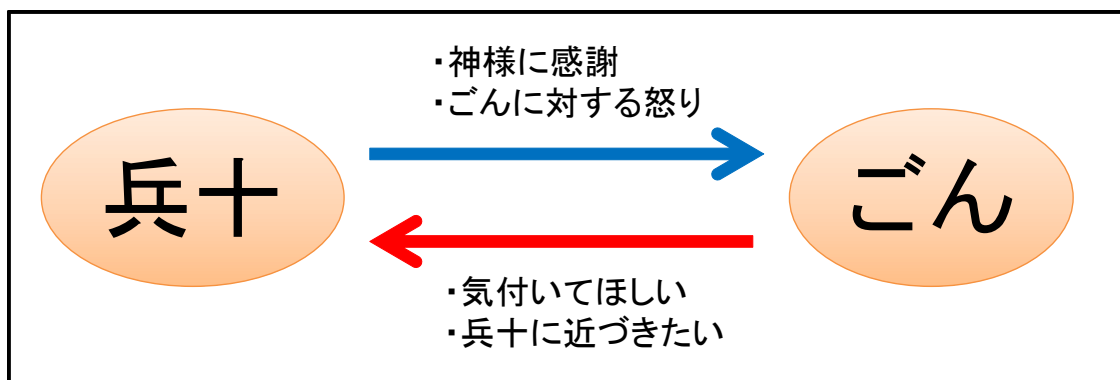 ・神様に感謝
・ごんに対する怒り
兵十
ごん
・気付いてほしい
・兵十に近づきたい